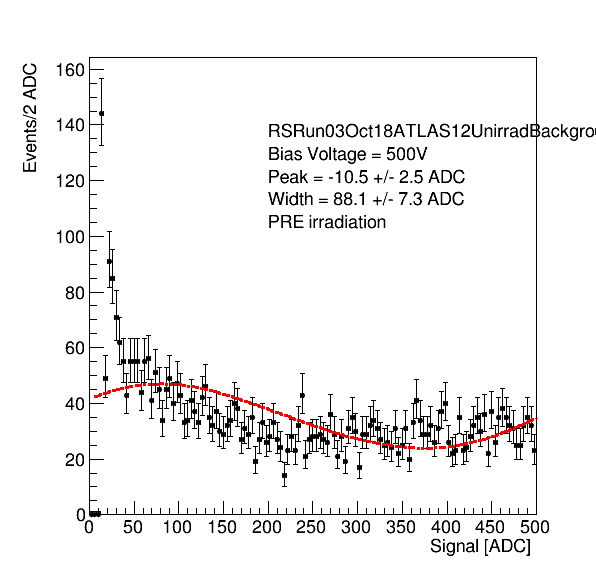 Events/2 ADC
160
140
120
100
80
60
40
20
0
RSRun03Oct18ATLAS12UnirradBackgrou
Bias Voltage = 500V
Peak = -10.5 +/- 2.5 ADC
Width = 88.1 +/- 7.3 ADC
PRE irradiation
0 50 100 150 200 250 300 350 400 450 500
Signal [ADC]